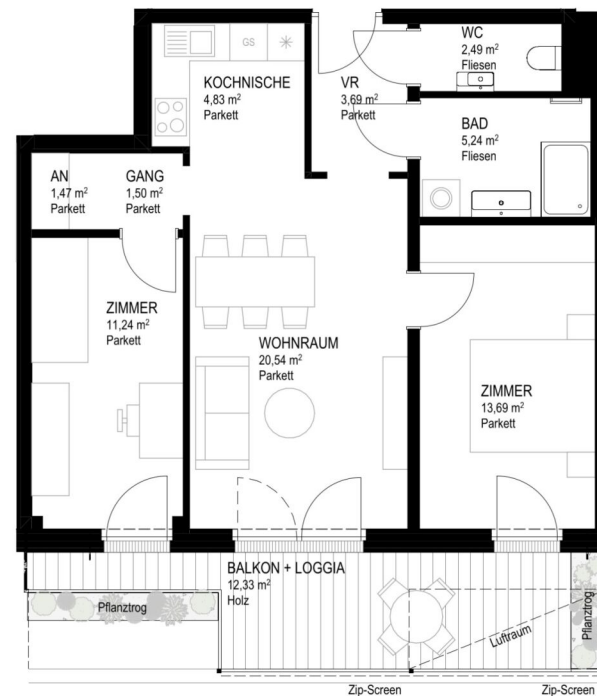 WC
2,49 m²
Fliesen
GS
KOCHNISCHE
4,83 m²
Parkett
VR
3,69 m²
Parkett
BAD
5,24 m²
Fliesen
AN
1,47 m²
Parkett
GANG
1,50 m²
Parkett
ZIMMER
11,24 m²
Parkett
WOHNRAUM
20,54 m²
Parkett
ZIMMER
13,69 m²
Parkett
BALKON + LOGGIA
12,33 m²
Holz
Pflanztrog
Luftraum
Pflanztrog
Zip-Screen
Zip-Screen